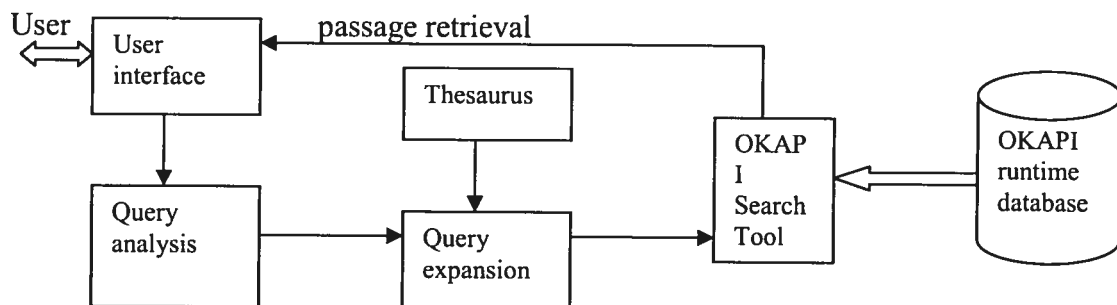 User
passage retrieval
User
interface
Thesaurus
OKAP
I
Search
Tool
OKAPI
runtime
database
Query
analysis
Query
expansion